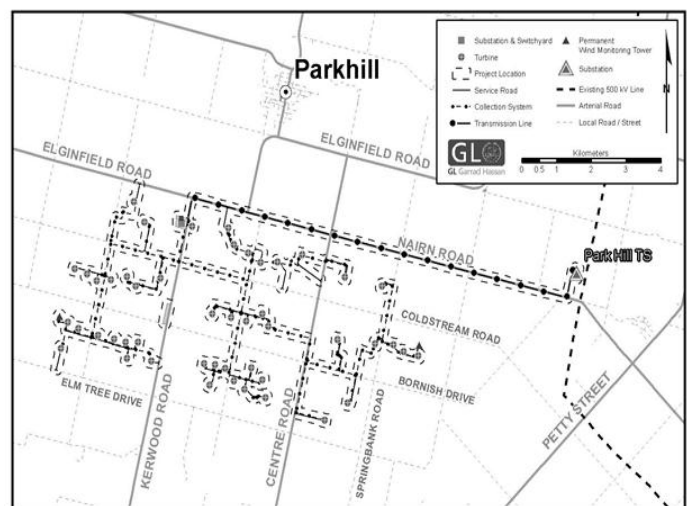 Parkhill
Substation & Switchyard
Turbine
Project Location
Service Road
Collection System
Transmission Line
Permanent
Wind Monitoring Tower
Substation
Existing 500 kV Line
Arterial Road
Local Road / Street
N
GL
GL Garrad Hassan
Kilometers
0 0.5 1 2 3 4
ELGINFIELD ROAD
ELGINFIELD ROAD
NAIRN ROAD
Park Hill TS
COLDSTREAM ROAD
BORNISH DRIVE
ELM TREE DRIVE
KERWOOD ROAD
CENTRE ROAD
SPRINGBANK ROAD
PETTY STREET